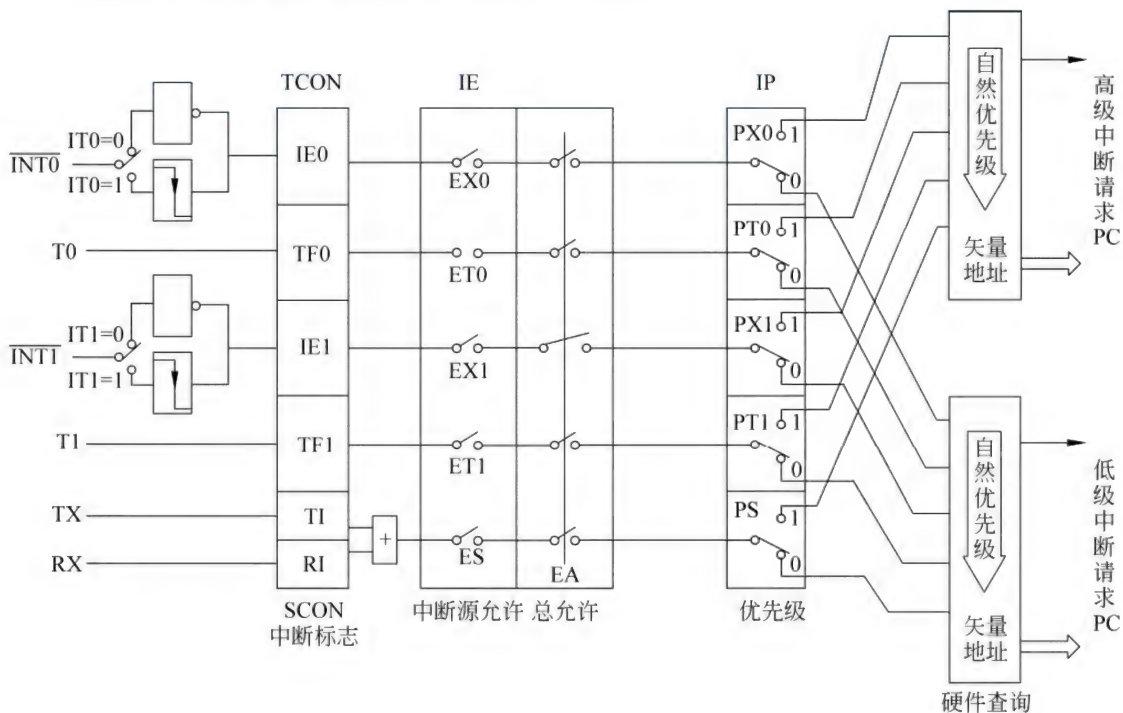 TCON
IE
IP
IT0=0
INT0
IT0=1
IE0
EX0
PX0
1
0
T0
TF0
ET0
PT0
1
0
IT1=0
INT1
IT1=1
IE1
EX1
PX1
1
0
T1
TF1
ET1
PT1
1
0
TX
TI
RX
RI
+
ES
EA
PS
1
0
SCON
中断标志
中断源允许
总允许
优先级
自然优先级
矢量
地址
高级中断请求
PC
自然优先级
矢量
地址
低级中断请求
PC
硬件查询